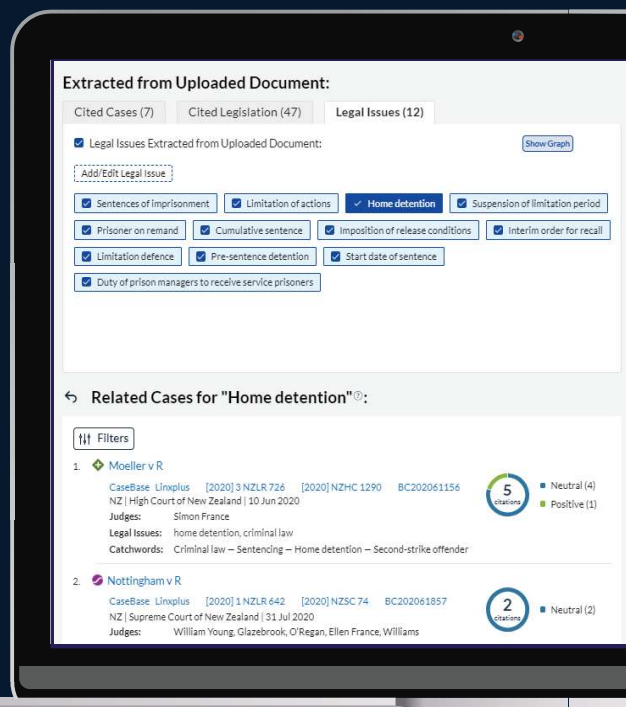 Extracted from Uploaded Document:
Cited Cases (7) Cited Legislation (47) Legal Issues (12)
Legal Issues Extracted from Uploaded Document: Show Graph
Add/Edit Legal Issue
Sentences of imprisonment Limitation of actions Home detention Suspension of limitation period
Prisoner on remand Cumulative sentence Imposition of release conditions Interim order for recall
Limitation defence Pre-sentence detention Start date of sentence
Duty of prison managers to receive service prisoners
Related Cases for "Home detention"?:
Filters
1. Moeller v R
CaseBase Linxplus [2020] 3 NZLR 726 [2020] NZHC 1290 BC202061156
NZ | High Court of New Zealand | 10 Jun 2020
Judges: Simon France
Legal Issues: home detention, criminal law
Catchwords: Criminal law — Sentencing — Home detention — Second-strike offender
5 citations
Neutral (4)
Positive (1)
2. Nottingham v R
CaseBase Linxplus [2020] 1 NZLR 642 [2020] NZSC 74 BC202061857
NZ | Supreme Court of New Zealand | 31 Jul 2020
Judges: William Young, Glazebrook, O'Regan, Ellen France, Williams
2 citations
Neutral (2)